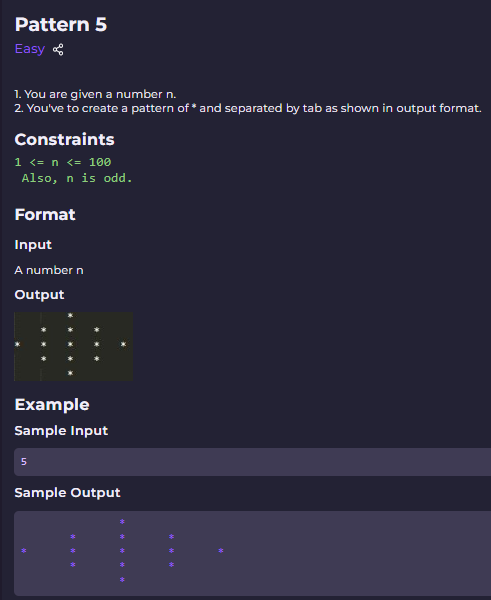 Pattern 5
Easy
1. You are given a number n.
2. You've to create a pattern of * and separated by tab as shown in output format.
Constraints
1 <= n <= 100
 Also, n is odd.
Format
Input
A number n
Output
		*
	*	*	*
*	*	*	*	*
	*	*	*
		*
Example
Sample Input
5
Sample Output
		*
	*	*	*
*	*	*	*	*
	*	*	*
		*